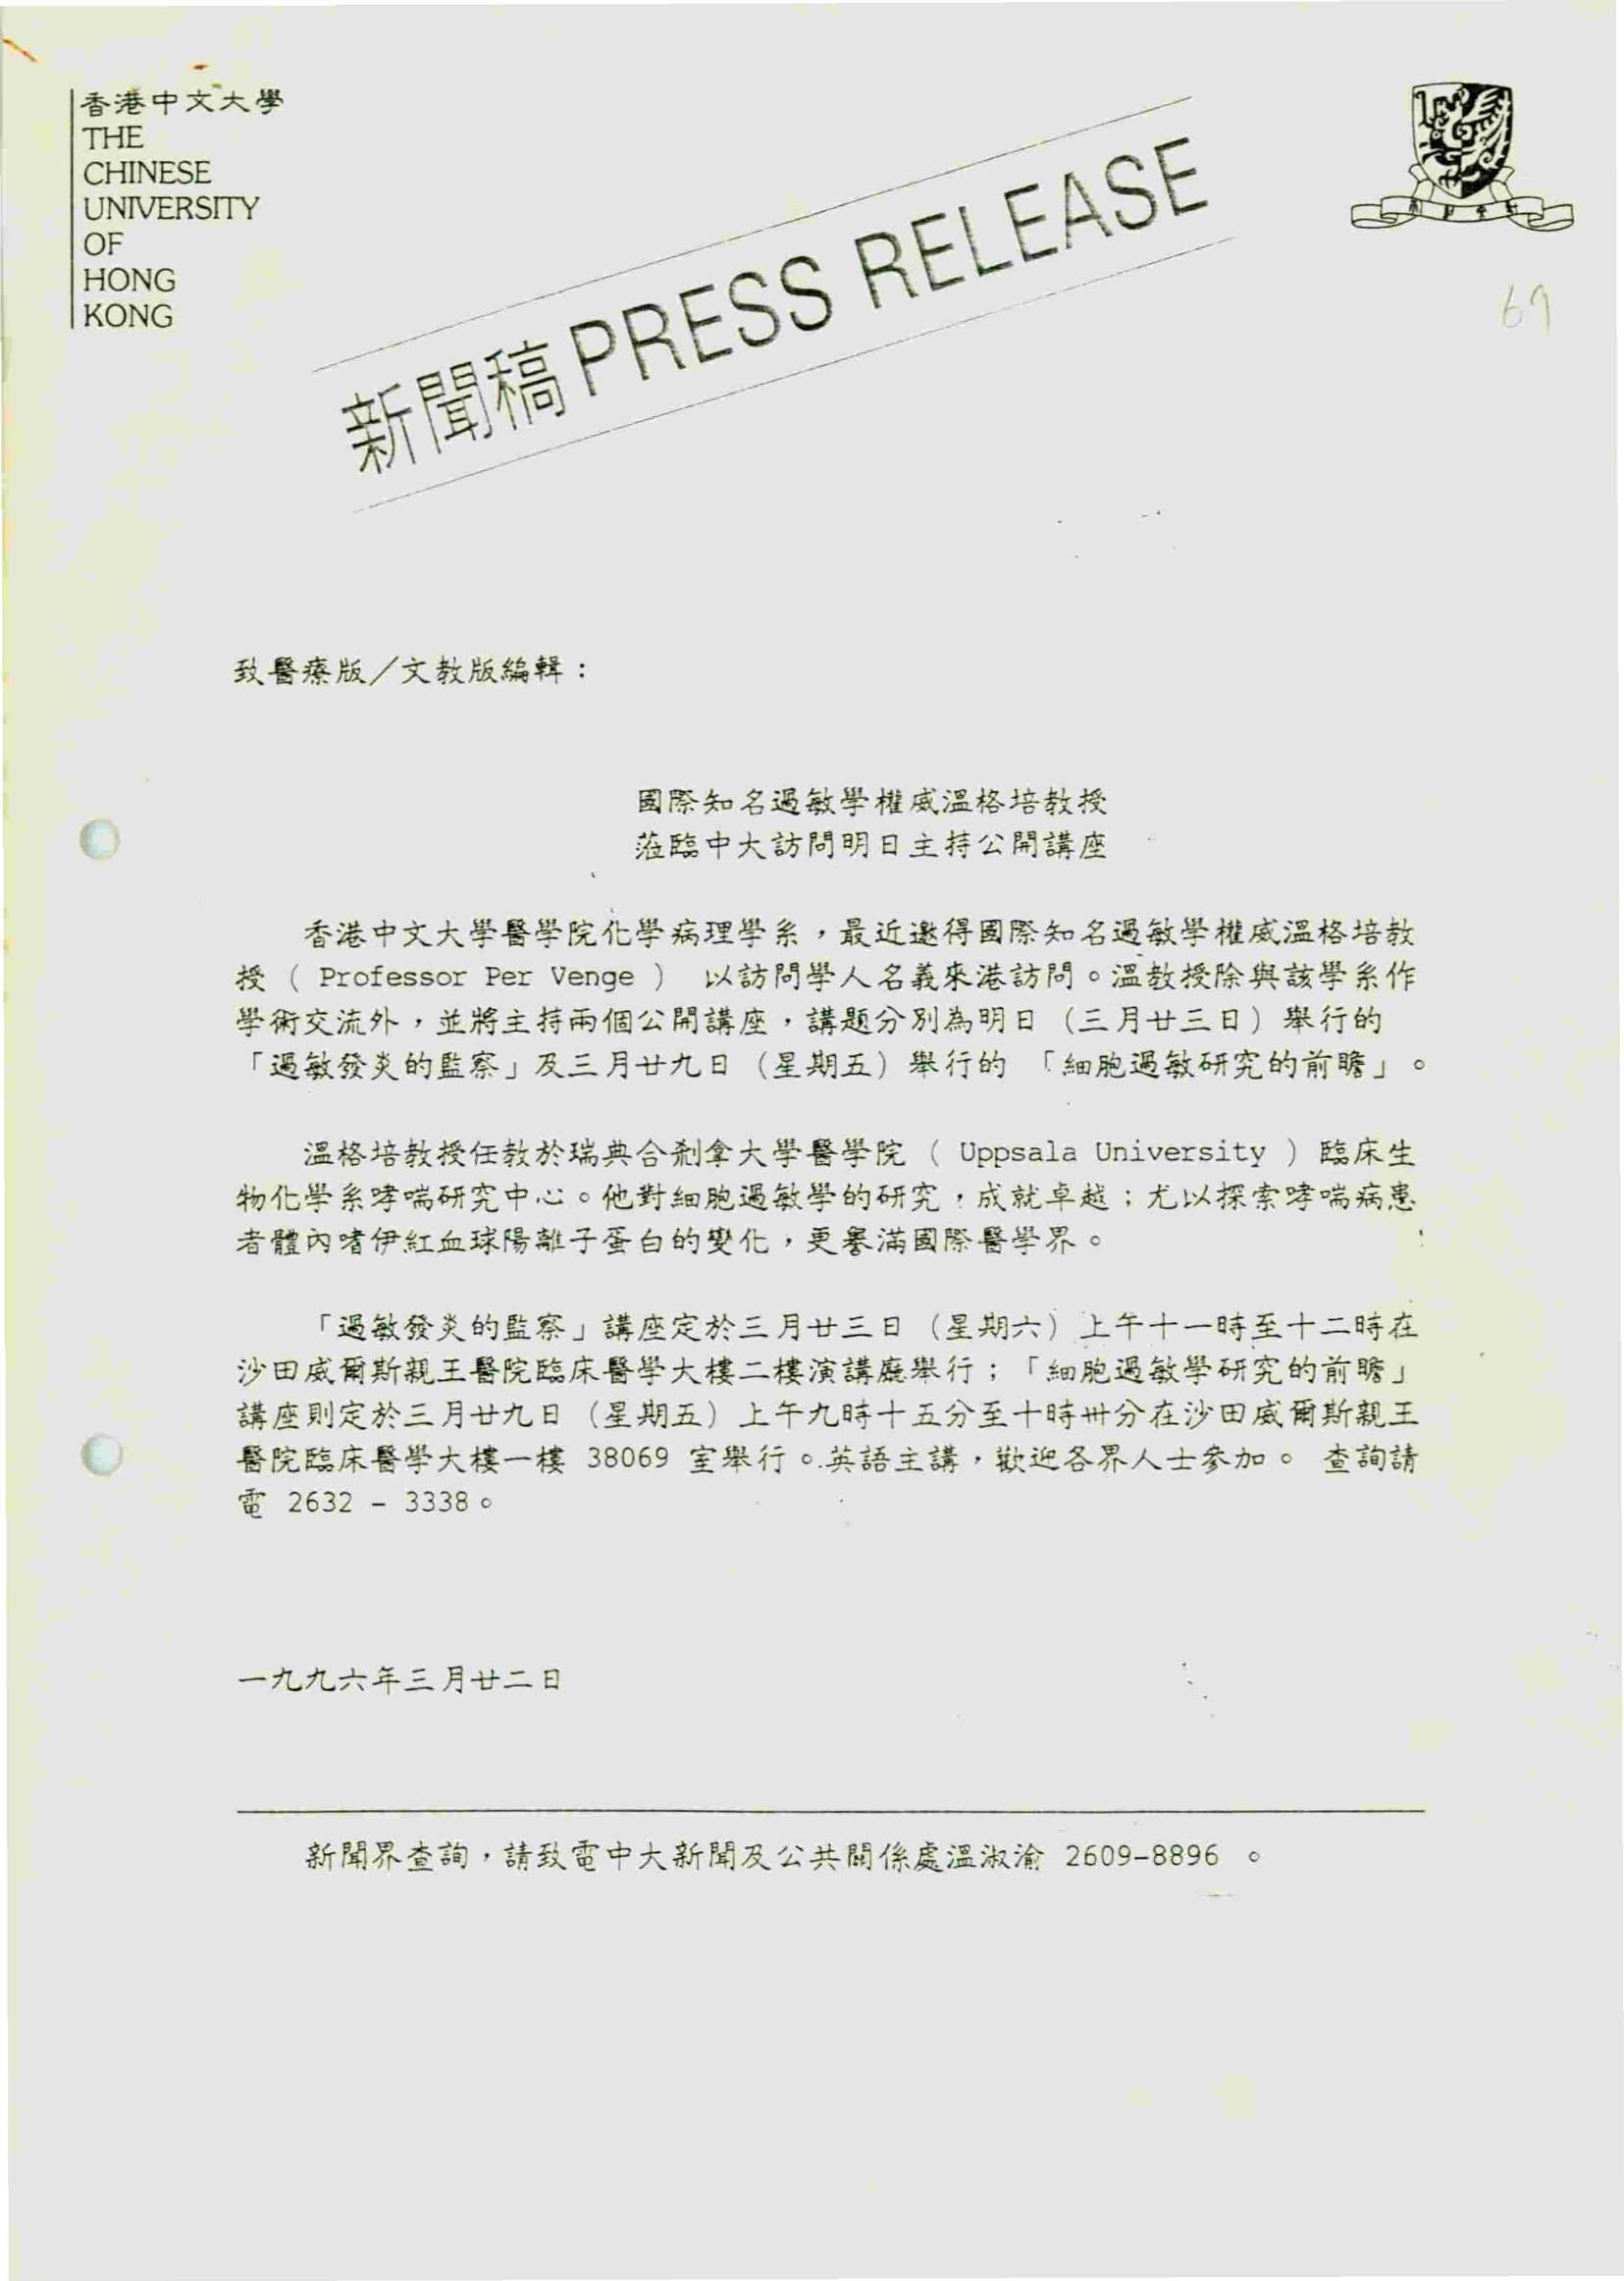 香港中文大學
THE
CHINESE
UNIVERSITY
OF
HONG
KONG
新聞稿 PRESS RELEASE
69
致醫療版／文教版編輯：
國際知名過敏學權威溫格培教授
蒞臨中大訪問明日主持公開講座
香港中文大學醫學院化學病理學系，最近邀得國際知名過敏學權威溫格培教
授（ Professor Per Venge ） 以訪問學人名義來港訪問。溫教授除與該學系作
學術交流外，並將主持兩個公開講座，講題分別為明日（三月廿三日）舉行的
「過敏發炎的監察」及三月廿九日（星期五）舉行的 「細胞過敏研究的前瞻」。
溫格培教授任教於瑞典合剎拿大學醫學院（ Uppsala University ）臨床生
物化學系哮喘研究中心。他對細胞過敏學的研究，成就卓越；尤以探索哮喘病患
者體內嗜伊紅血球陽離子蛋白的變化，更譽滿國際醫學界。
「過敏發炎的監察」講座定於三月廿三日（星期六）上午十一時至十二時在
沙田威爾斯親王醫院臨床醫學大樓二樓演講廳舉行；「細胞過敏學研究的前瞻」
講座則定於三月廿九日（星期五）上午九時十五分至十時卅分在沙田威爾斯親王
醫院臨床醫學大樓一樓 38069 室舉行。英語主講，歡迎各界人士參加。 查詢請
電 2632 - 3338。
一九九六年三月廿二日
新聞界查詢，請致電中大新聞及公共關係處溫淑渝 2609-8896 。